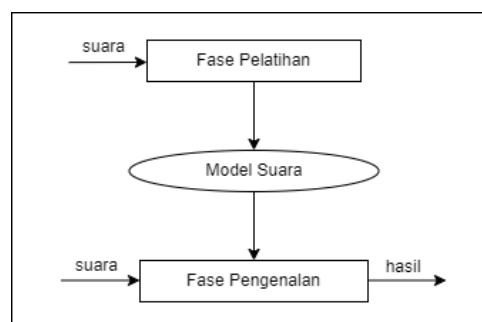 suara
Fase Pelatihan
Model Suara
suara
Fase Pengenalan
hasil